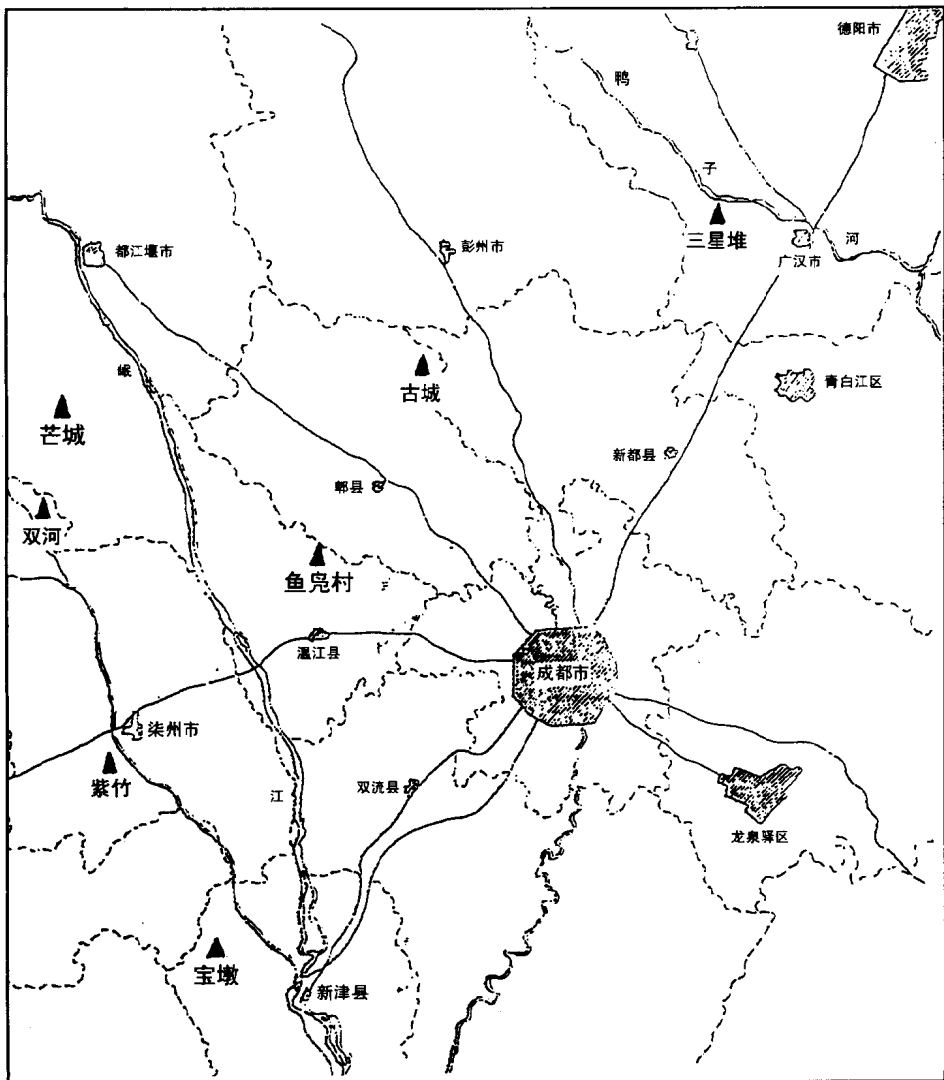 德阳市
鸭
子
河
三星堆
广汉市
都江堰市
彭州市
岷
古城
青白江区
芒城
新都县
郫县
双河
鱼凫村
温江县
成都市
柒州市
紫竹
江
双流县
龙泉驿区
宝墩
新津县